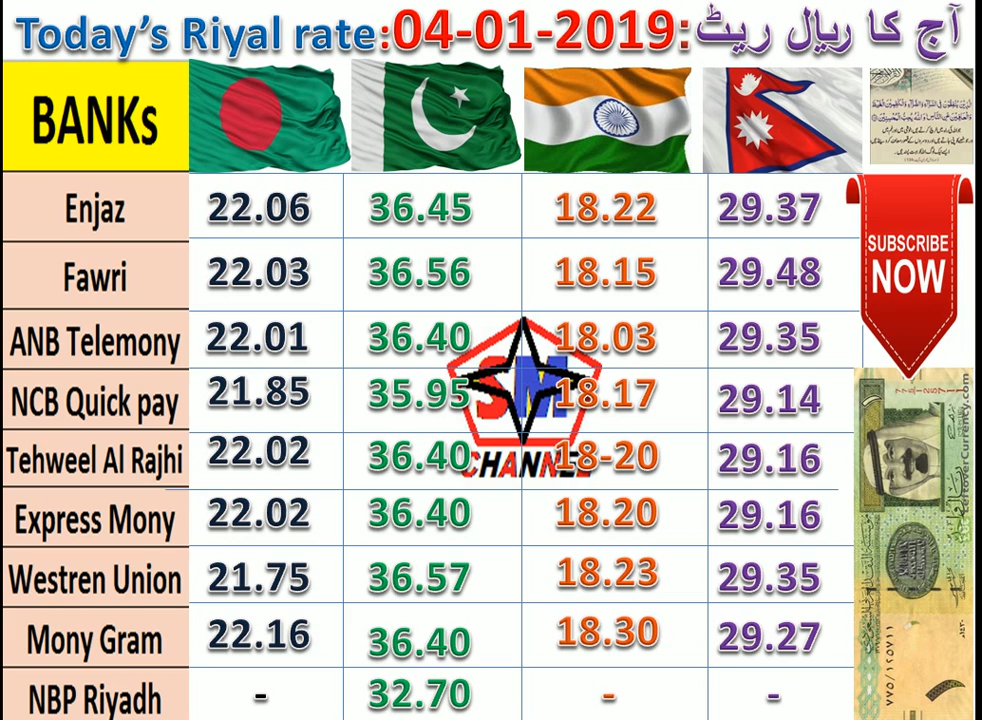 Today's Riyal rate:04-01-2019:آج کا ریال ریٹ
BANKs
Enjaz 22.06 36.45 18.22 29.37
SUBSCRIBE
NOW
Fawri 22.03 36.56 18.15 29.48
ANB Telemony 22.01 36.40 18.03 29.35
NCB Quick pay 21.85 35.95 18.17 29.14
SM
CHANNEL
Tehweel Al Rajhi 22.02 36.40 18-20 29.16
Express Mony 22.02 36.40 18.20 29.16
Westren Union 21.75 36.57 18.23 29.35
Mony Gram 22.16 36.40 18.30 29.27
NBP Riyadh - 32.70 - -
LeftoverCurrency.com